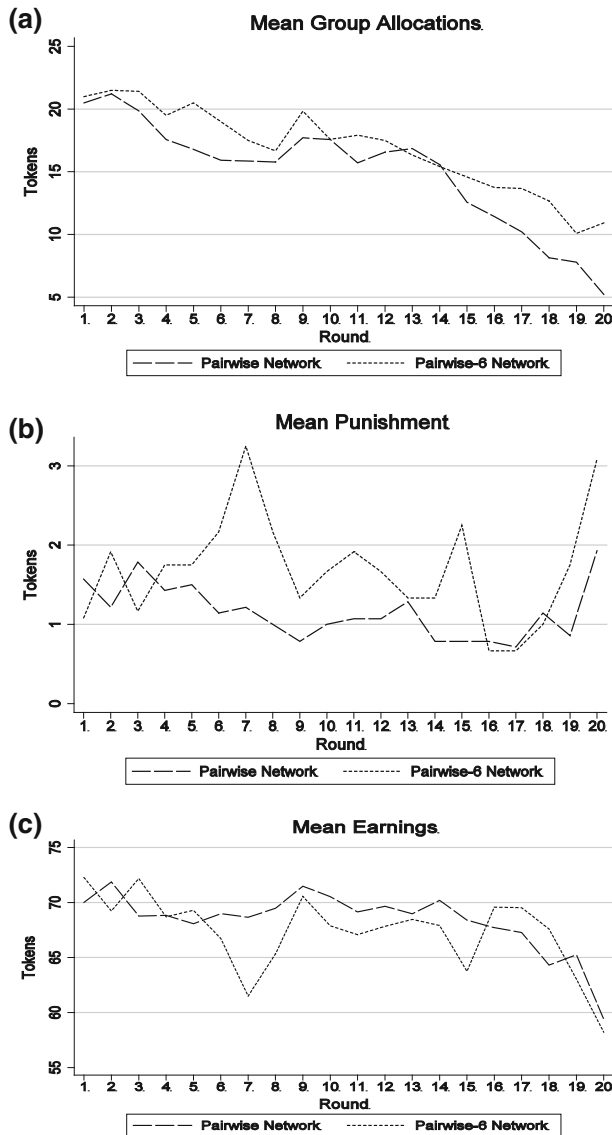 (a)
Mean Group Allocations.
Tokens
25
20
15
10
5
1. 2. 3. 4. 5. 6. 7. 8. 9. 10. 11. 12. 13. 14. 15. 16. 17. 18. 19. 20.
Round.
Pairwise Network. Pairwise-6 Network.
(b)
Mean Punishment
Tokens
3
2
1
0
1. 2. 3. 4. 5. 6. 7. 8. 9. 10. 11. 12. 13. 14. 15. 16. 17. 18. 19. 20.
Round.
Pairwise Network. Pairwise-6 Network.
(c)
Mean Earnings.
Tokens
75
70
65
60
55
1. 2. 3. 4. 5. 6. 7. 8. 9. 10. 11. 12. 13. 14. 15. 16. 17. 18. 19. 20.
Round.
Pairwise Network. Pairwise-6 Network.